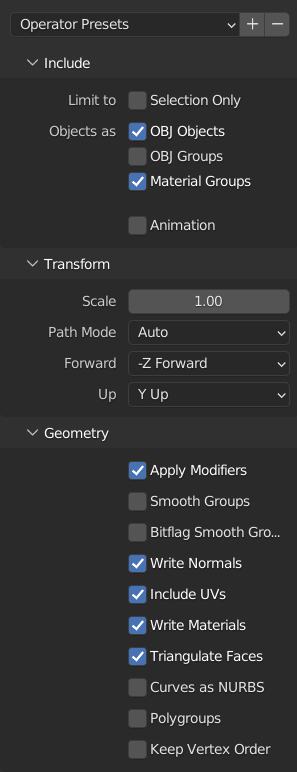 Operator Presets
Include
Limit to Selection Only
Objects as OBJ Objects
OBJ Groups
Material Groups
Animation
Transform
Scale 1.00
Path Mode Auto
Forward -Z Forward
Up Y Up
Geometry
Apply Modifiers
Smooth Groups
Bitflag Smooth Gro...
Write Normals
Include UVs
Write Materials
Triangulate Faces
Curves as NURBS
Polygroups
Keep Vertex Order